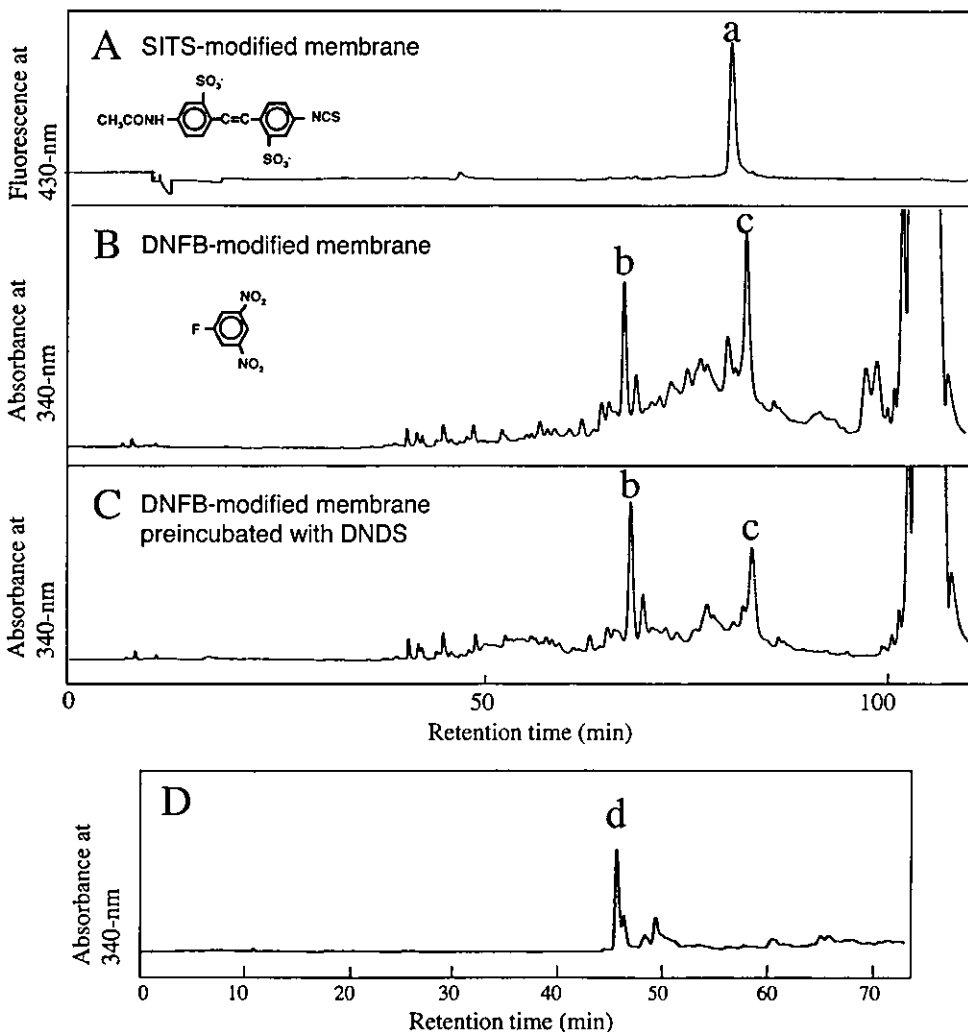 A SITS-modified membrane
a
SO₃⁻
CH₃CONH
C=C
NCS
SO₃⁻
Fluorescence at
430-nm
B DNFB-modified membrane
b
c
NO₂
F
NO₂
Absorbance at
340-nm
C DNFB-modified membrane
preincubated with DNDS
b
c
Absorbance at
340-nm
0 50 100
Retention time (min)
D
d
Absorbance at
340-nm
0 10 20 30 40 50 60 70
Retention time (min)